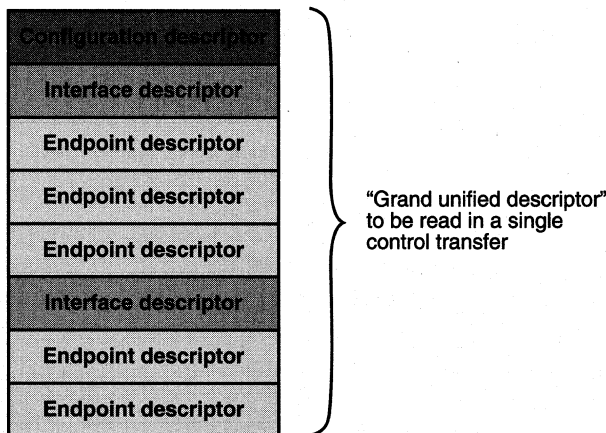 Configuration descriptor
Interface descriptor
Endpoint descriptor
Endpoint descriptor
Endpoint descriptor
Interface descriptor
Endpoint descriptor
Endpoint descriptor
“Grand unified descriptor”
to be read in a single
control transfer